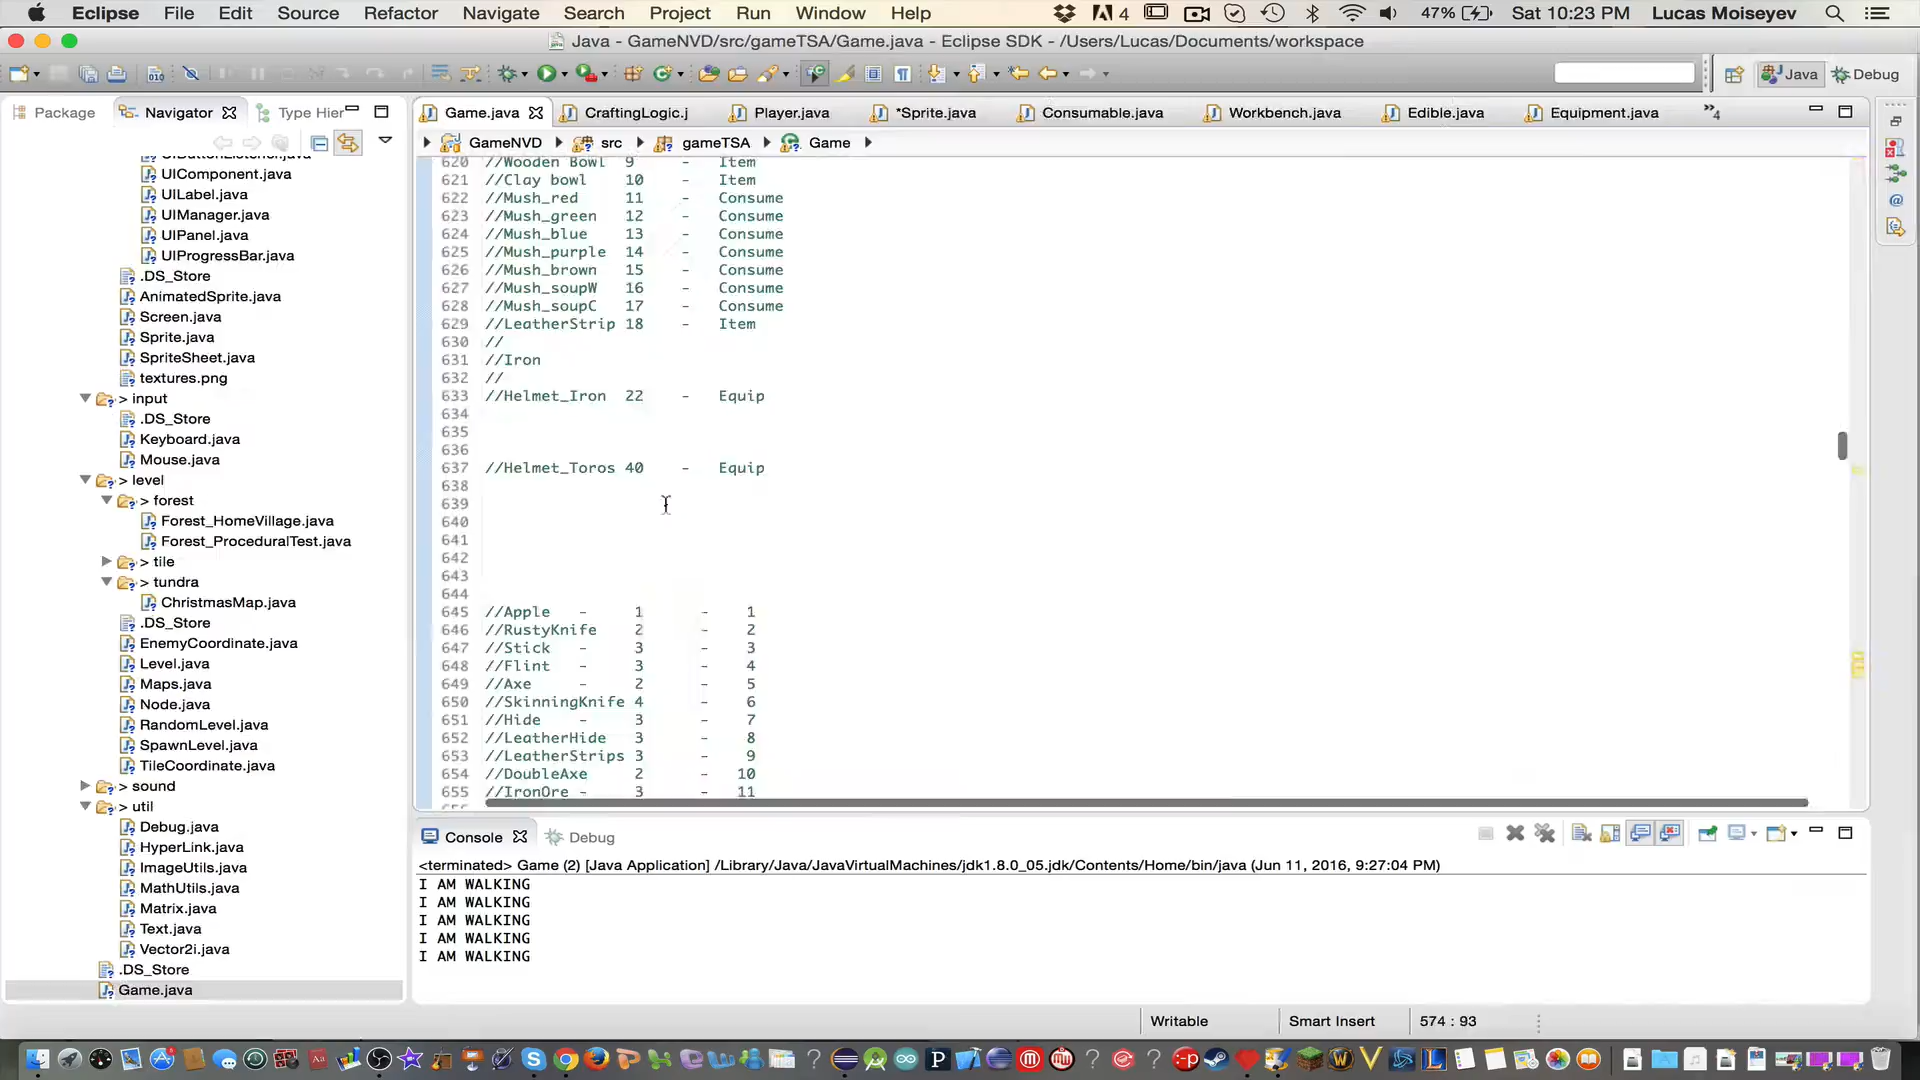 Eclipse File Edit Source Refactor Navigate Search Project Run Window Help 4 47% Sat 10:23 PM Lucas Moiseyev
Java - GameNVD/src/gameTSA/Game.java - Eclipse SDK - /Users/Lucas/Documents/workspace
Java Debug
Package Navigator Type Hier Game.java CraftingLogic.j Player.java *Sprite.java Consumable.java Workbench.java Edible.java Equipment.java »4
GameNVD src gameTSA Game
UIButtonListener.java
UIComponent.java
UILabel.java
UIManager.java
UIPanel.java
UIProgressBar.java
.DS_Store
AnimatedSprite.java
Screen.java
Sprite.java
SpriteSheet.java
textures.png
> input
.DS_Store
Keyboard.java
Mouse.java
> level
> forest
Forest_HomeVillage.java
Forest_ProceduralTest.java
> tile
> tundra
ChristmasMap.java
.DS_Store
EnemyCoordinate.java
Level.java
Maps.java
Node.java
RandomLevel.java
SpawnLevel.java
TileCoordinate.java
> sound
> util
Debug.java
HyperLink.java
ImageUtils.java
MathUtils.java
Matrix.java
Text.java
Vector2i.java
.DS_Store
Game.java
620 //Wooden Bowl 9 - Item
621 //Clay bowl 10 - Item
622 //Mush_red 11 - Consume
623 //Mush_green 12 - Consume
624 //Mush_blue 13 - Consume
625 //Mush_purple 14 - Consume
626 //Mush_brown 15 - Consume
627 //Mush_soupW 16 - Consume
628 //Mush_soupC 17 - Consume
629 //LeatherStrip 18 - Item
630 //
631 //Iron
632 //
633 //Helmet_Iron 22 - Equip
634
635
636
637 //Helmet_Toros 40 - Equip
638
639
640
641
642
643
644
645 //Apple - 1 - 1
646 //RustyKnife 2 - 2
647 //Stick - 3 - 3
648 //Flint - 3 - 4
649 //Axe - 2 - 5
650 //SkinningKnife 4 - 6
651 //Hide - 3 - 7
652 //LeatherHide 3 - 8
653 //LeatherStrips 3 - 9
654 //DoubleAxe 2 - 10
655 //IronOre - 3 - 11
Console Debug
<terminated> Game (2) [Java Application] /Library/Java/JavaVirtualMachines/jdk1.8.0_05.jdk/Contents/Home/bin/java (Jun 11, 2016, 9:27:04 PM)
I AM WALKING
I AM WALKING
I AM WALKING
I AM WALKING
I AM WALKING
Writable Smart Insert 574 : 93